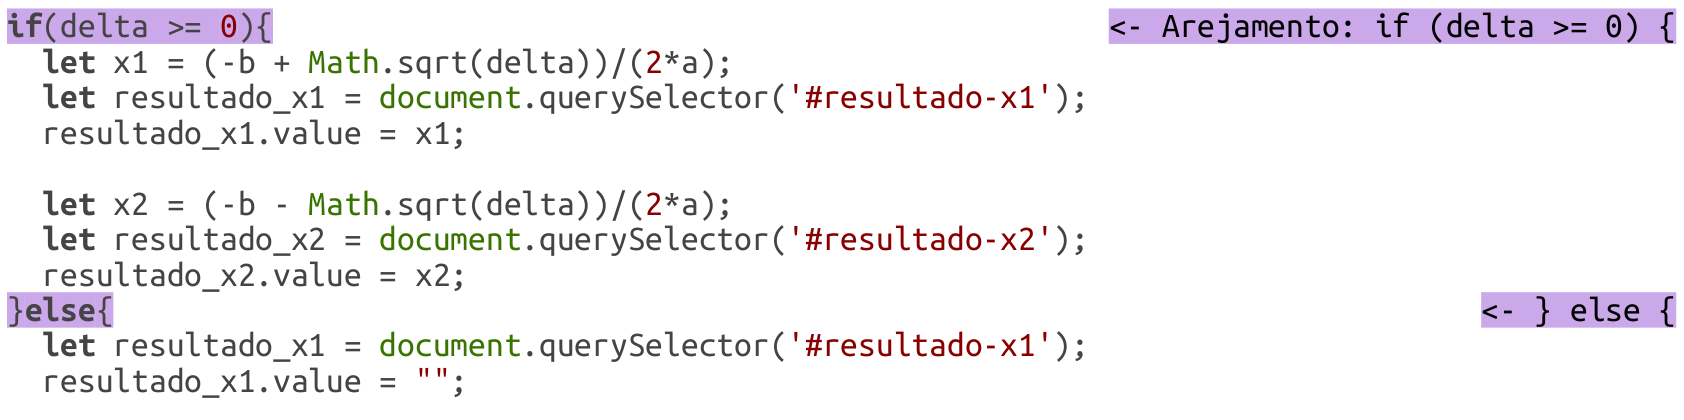 if(delta >= 0){ <- Arejamento: if (delta >= 0) {
  let x1 = (-b + Math.sqrt(delta))/(2*a);
  let resultado_x1 = document.querySelector('#resultado-x1');
  resultado_x1.value = x1;

  let x2 = (-b - Math.sqrt(delta))/(2*a);
  let resultado_x2 = document.querySelector('#resultado-x2');
  resultado_x2.value = x2;
}else{ <- } else {
  let resultado_x1 = document.querySelector('#resultado-x1');
  resultado_x1.value = "";